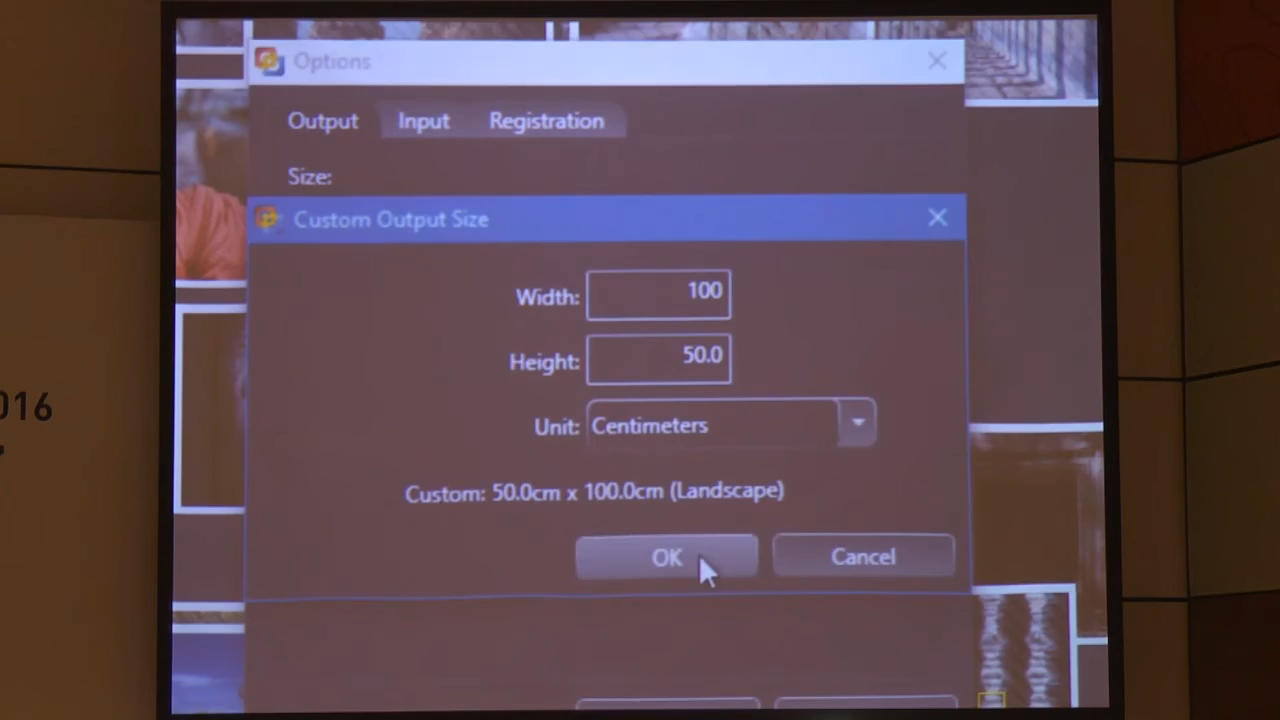 Options
Output Input Registration
Size:
Custom Output Size
Width: 100
Height: 50.0
Unit: Centimeters
Custom: 50.0cm x 100.0cm (Landscape)
OK Cancel
016